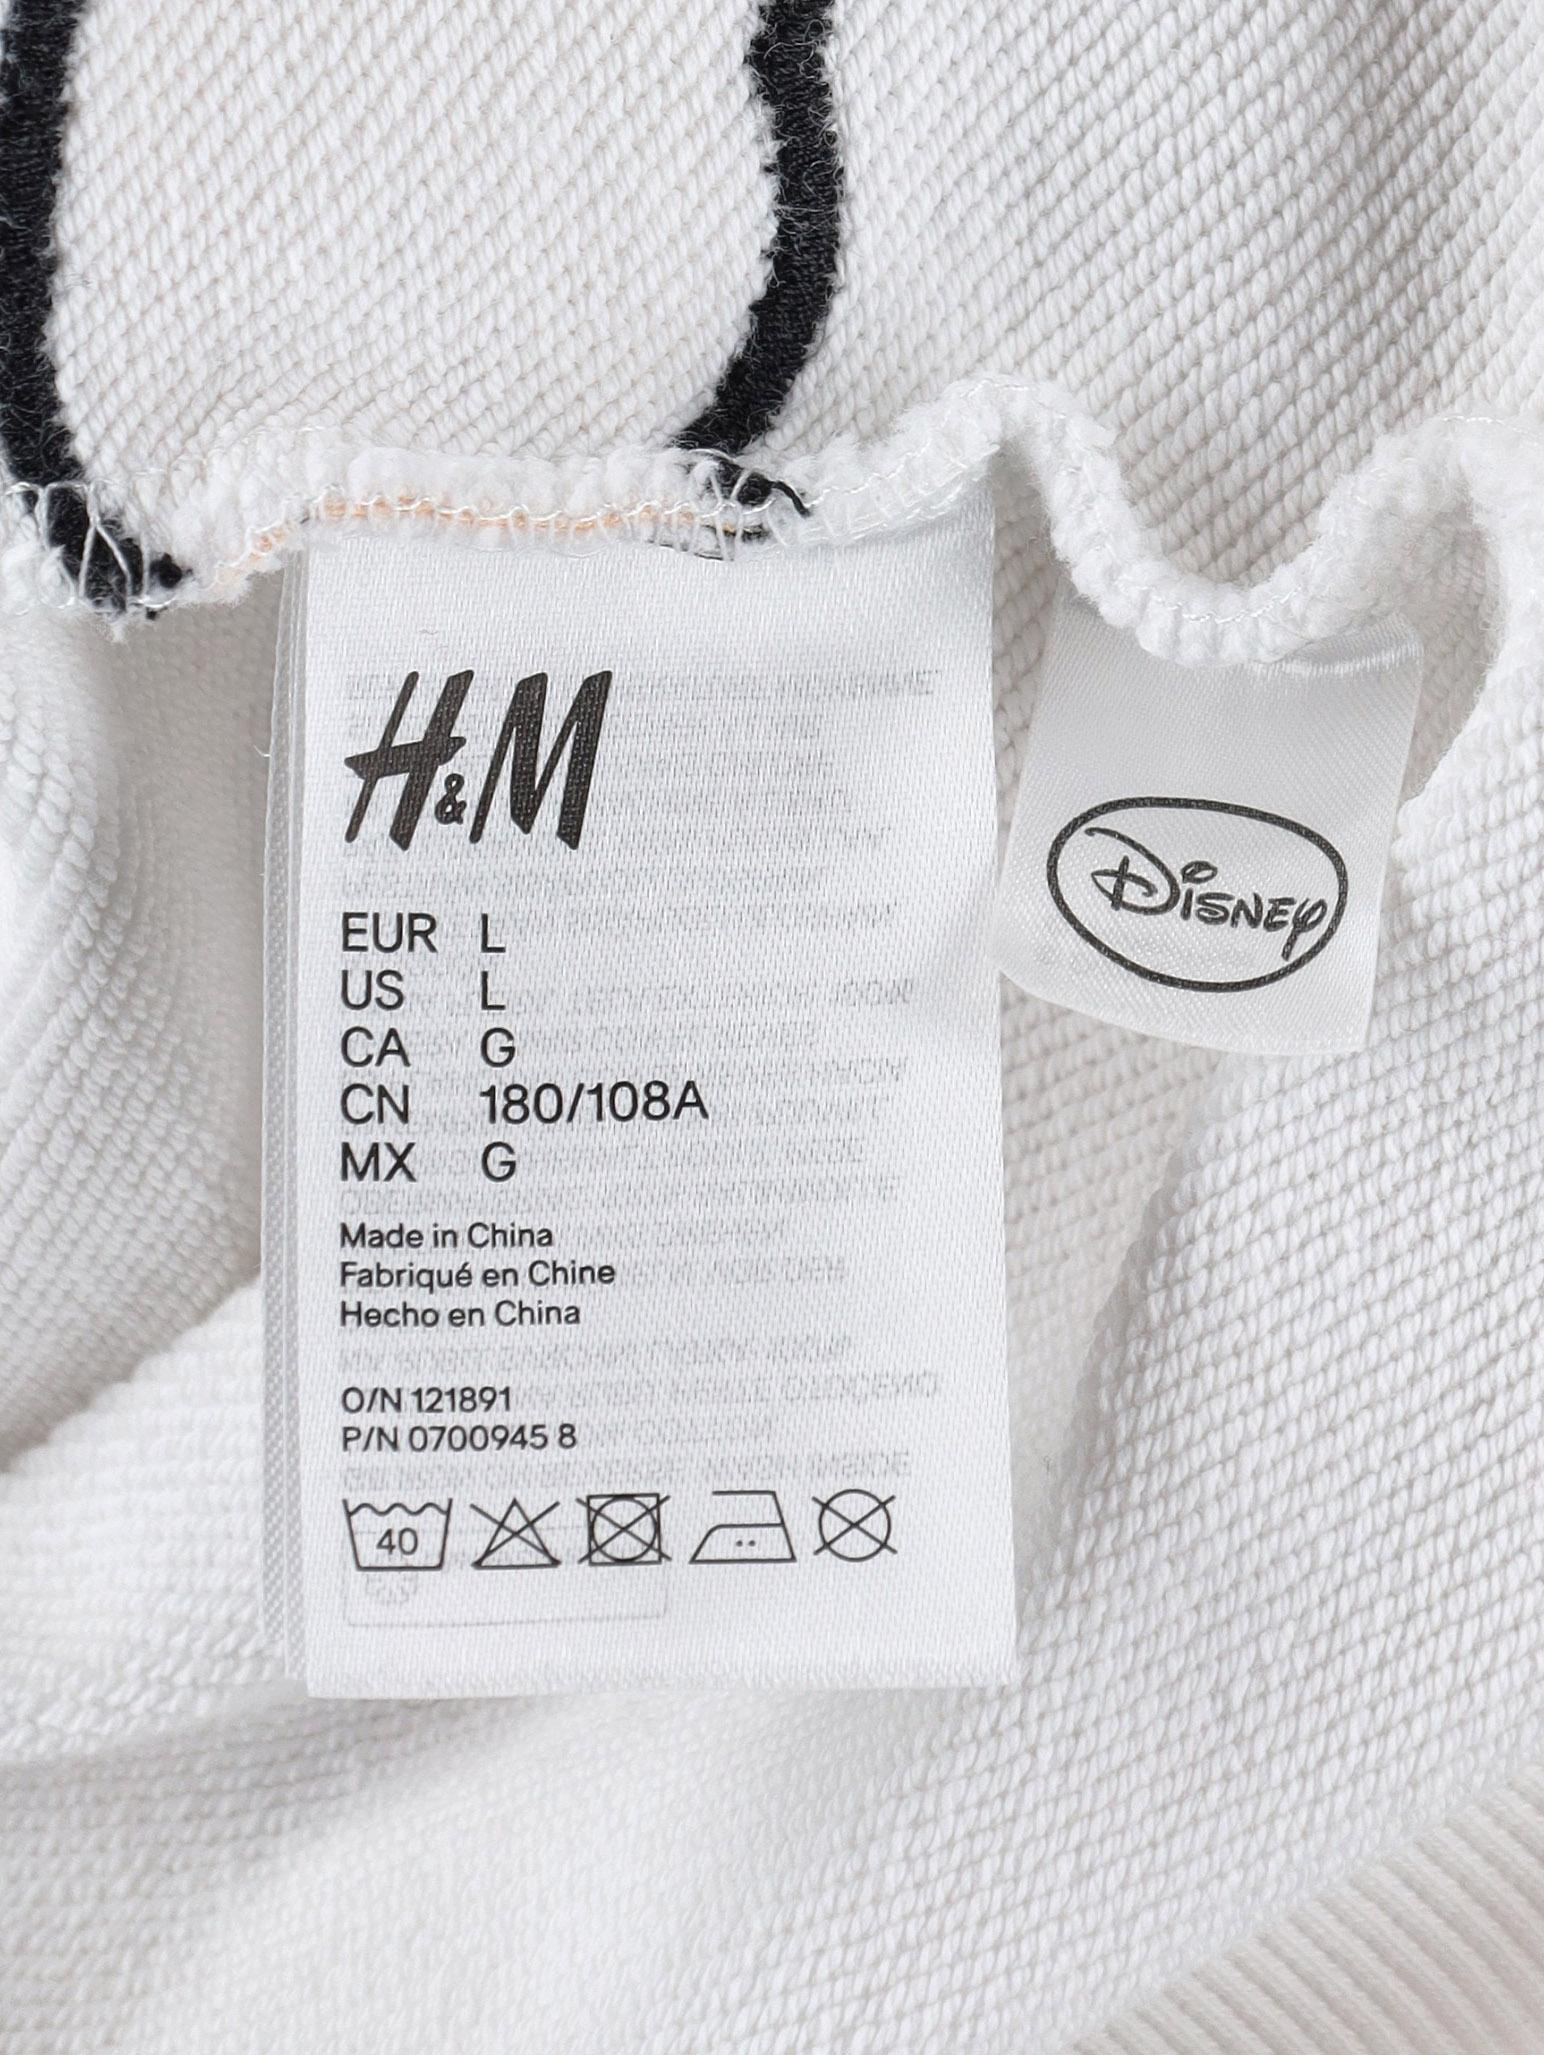 H&M
EUR L
US L
CA G
CN 180/108A
MX G
Made in China
Fabriqué en Chine
Hecho en China
O/N 121891
P/N 0700945 8
40
Disney